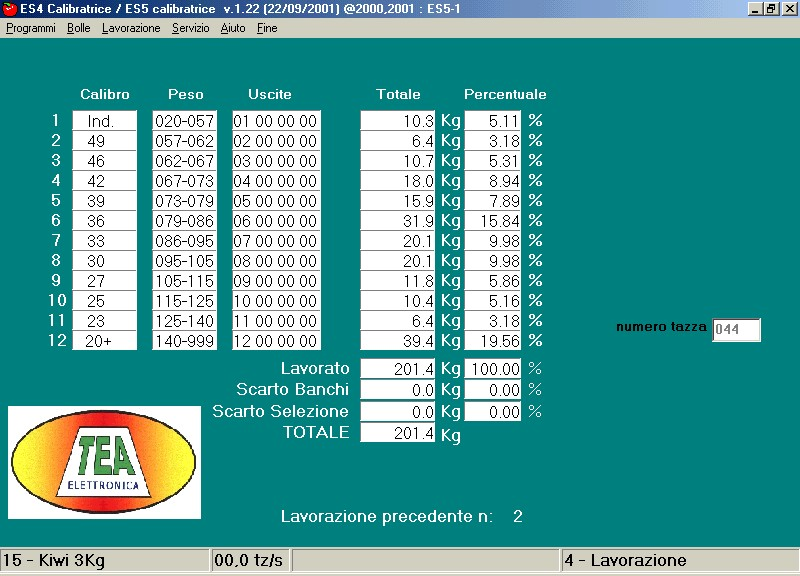 ES4 Calibratrice / ES5 calibratrice v.1.22 (22/09/2001) @2000,2001 : ES5-1
Programmi Bolle Lavorazione Servizio Aiuto Fine
Calibro Peso Uscite Totale Percentuale
1 Ind. 020-057 01 00 00 00 10.3 Kg 5.11 %
2 49 057-062 02 00 00 00 6.4 Kg 3.18 %
3 46 062-067 03 00 00 00 10.7 Kg 5.31 %
4 42 067-073 04 00 00 00 18.0 Kg 8.94 %
5 39 073-079 05 00 00 00 15.9 Kg 7.89 %
6 36 079-086 06 00 00 00 31.9 Kg 15.84 %
7 33 086-095 07 00 00 00 20.1 Kg 9.98 %
8 30 095-105 08 00 00 00 20.1 Kg 9.98 %
9 27 105-115 09 00 00 00 11.8 Kg 5.86 %
10 25 115-125 10 00 00 00 10.4 Kg 5.16 %
11 23 125-140 11 00 00 00 6.4 Kg 3.18 %
12 20+ 140-999 12 00 00 00 39.4 Kg 19.56 %
numero tazza 044
Lavorato 201.4 Kg 100.00 %
Scarto Banchi 0.0 Kg 0.00 %
Scarto Selezione 0.0 Kg 0.00 %
TOTALE 201.4 Kg
TEA
ELETTRONICA
Lavorazione precedente n: 2
15 - Kiwi 3Kg 00,0 tz/s 4 - Lavorazione